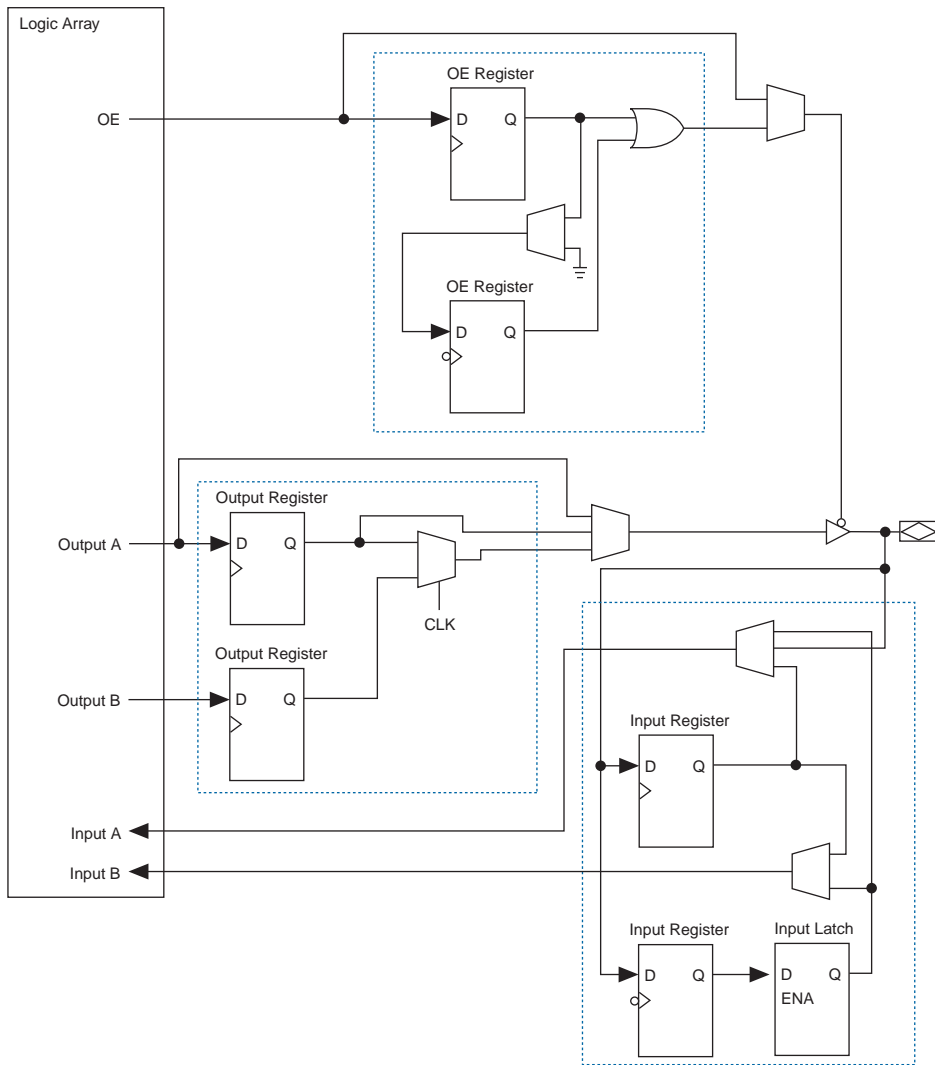 Logic Array
OE Register
OE
D Q
OE Register
D Q
Output Register
Output A
D Q
CLK
Output Register
Output B
D Q
Input Register
D Q
Input A
Input B
Input Register
Input Latch
D Q
D Q
ENA